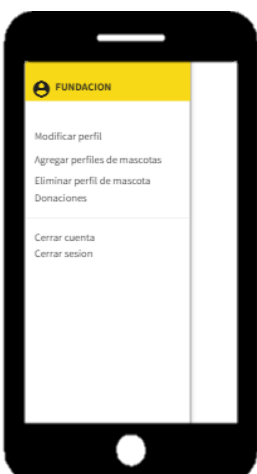 FUNDACION
Modificar perfil
Agregar perfiles de mascotas
Eliminar perfil de mascota
Donaciones
Cerrar cuenta
Cerrar sesion